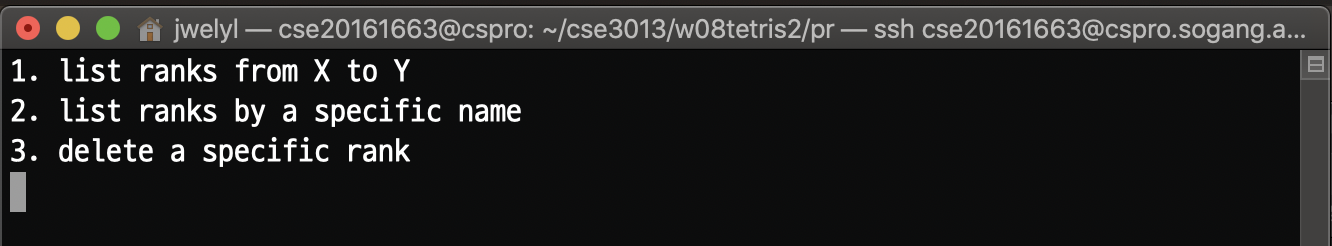 jwelyl — cse20161663@cspro: ~/cse3013/w08tetris2/pr — ssh cse20161663@cspro.sogang.a...
1. list ranks from X to Y
2. list ranks by a specific name
3. delete a specific rank